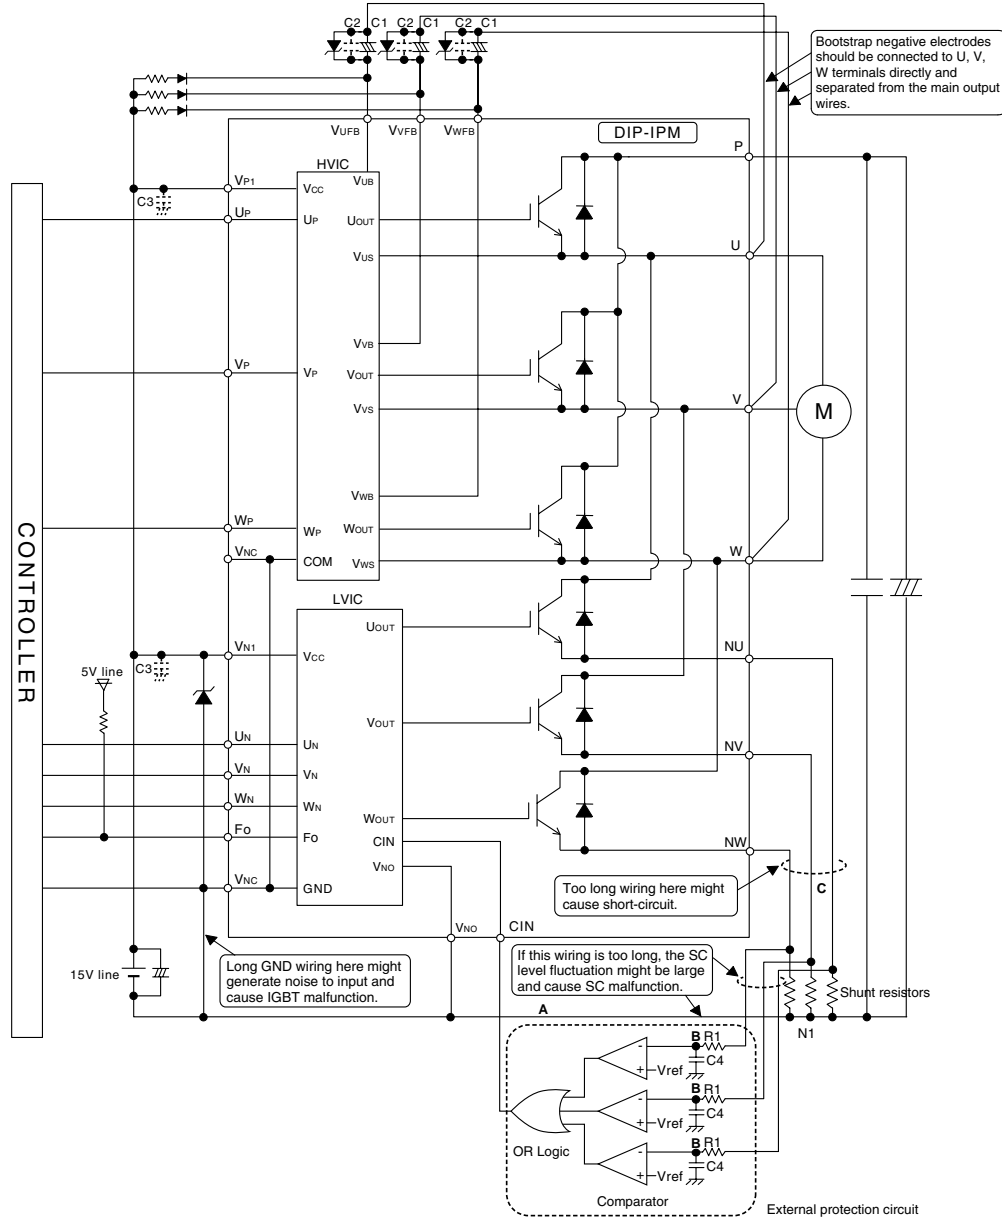 C2 C1 C2 C1 C2 C1
Bootstrap negative electrodes
should be connected to U, V,
W terminals directly and
separated from the main output
wires.
VUFB VVFB VWFB
DIP-IPM
P
HVIC
VP1
VCC
VUB
C3
UP
UP
UOUT
VUS
U
VVB
VP
VP
VOUT
VVS
V
M
VWB
WP
WP
WOUT
VNC
COM
VWS
W
CONTROLLER
LVIC
UOUT
VN1
VCC
C3
NU
5V line
VOUT
UN
UN
NV
VN
VN
WN
WN
WOUT
FO
FO
CIN
NW
VNO
VNC
GND
Too long wiring here might
cause short-circuit.
C
VNO
CIN
15V line
Long GND wiring here might
generate noise to input and
cause IGBT malfunction.
If this wiring is too long, the SC
level fluctuation might be large
and cause SC malfunction.
Shunt resistors
A
N1
-
+
Vref
B
R1
C4
-
+
Vref
B
R1
C4
-
+
Vref
B
R1
C4
OR Logic
Comparator
External protection circuit